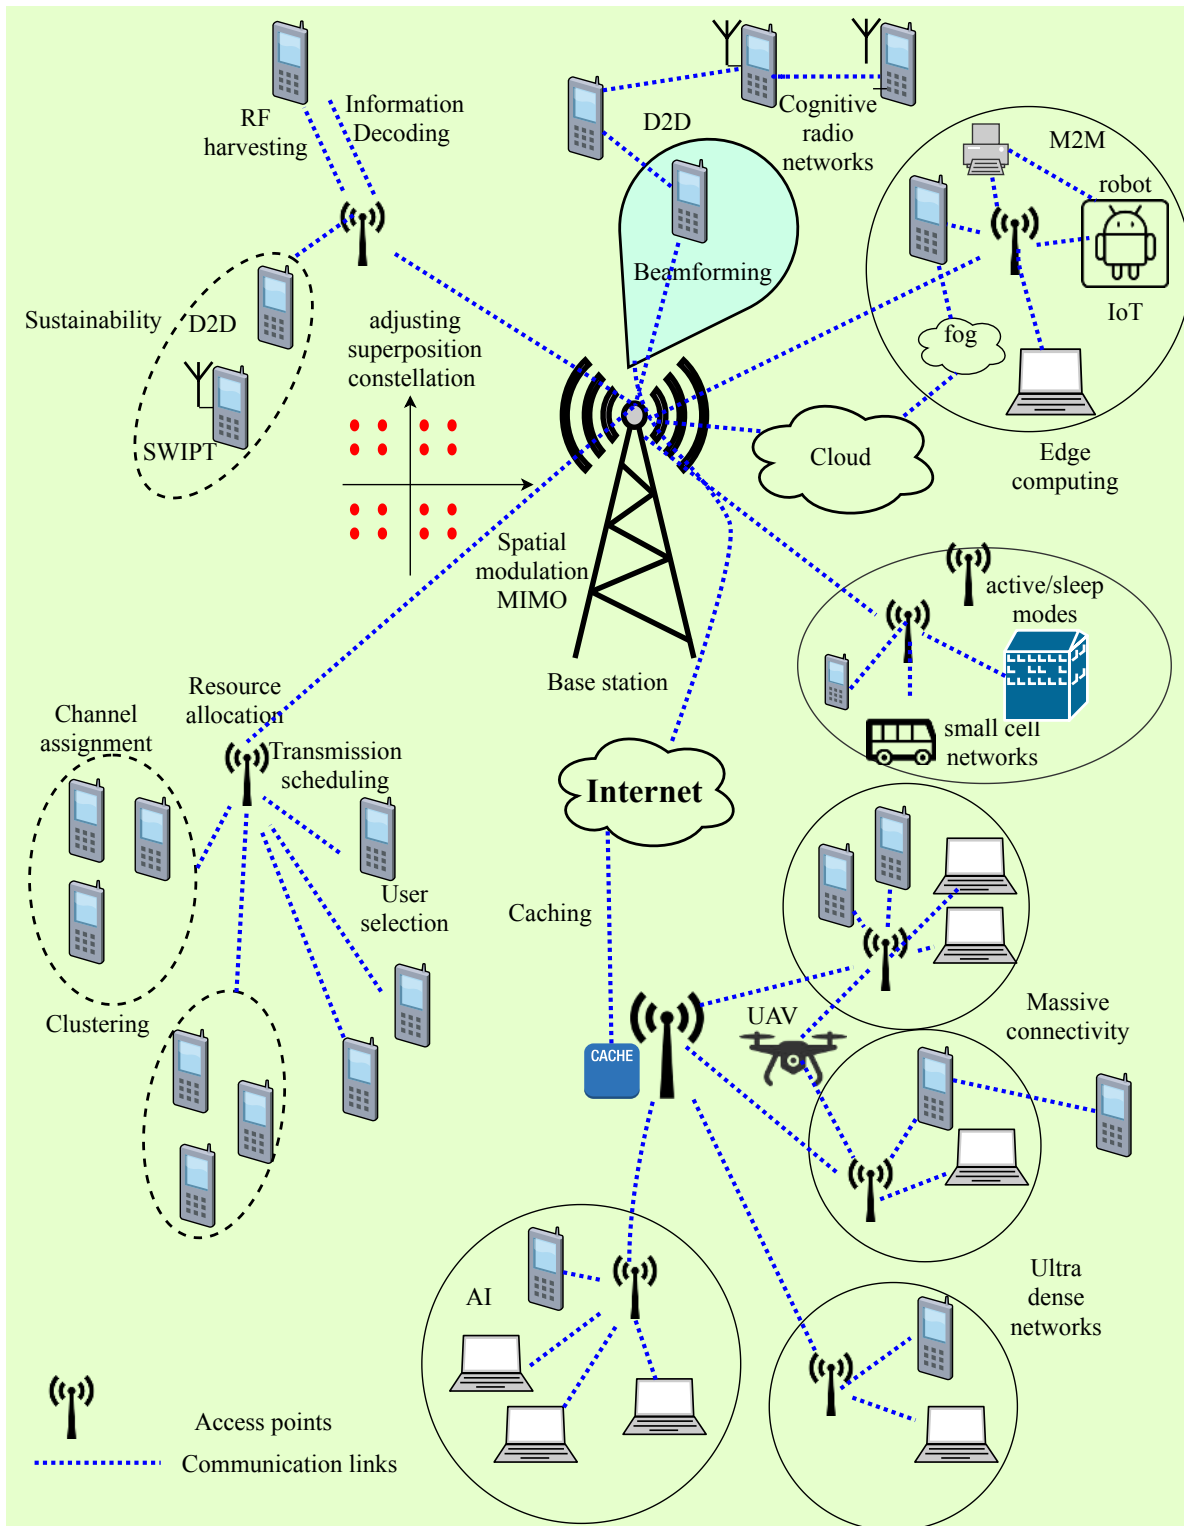 RF
harvesting
Information
Decoding
D2D
Cognitive
radio
networks
M2M
robot
IoT
fog
Beamforming
Sustainability
D2D
SWIPT
adjusting
superposition
constellation
Cloud
Edge
computing
Spatial
modulation
MIMO
Base station
active/sleep
modes
small cell
networks
Resource
allocation
Channel
assignment
Transmission
scheduling
User
selection
Clustering
Internet
Caching
CACHE
UAV
Massive
connectivity
AI
Ultra
dense
networks
Access points
Communication links